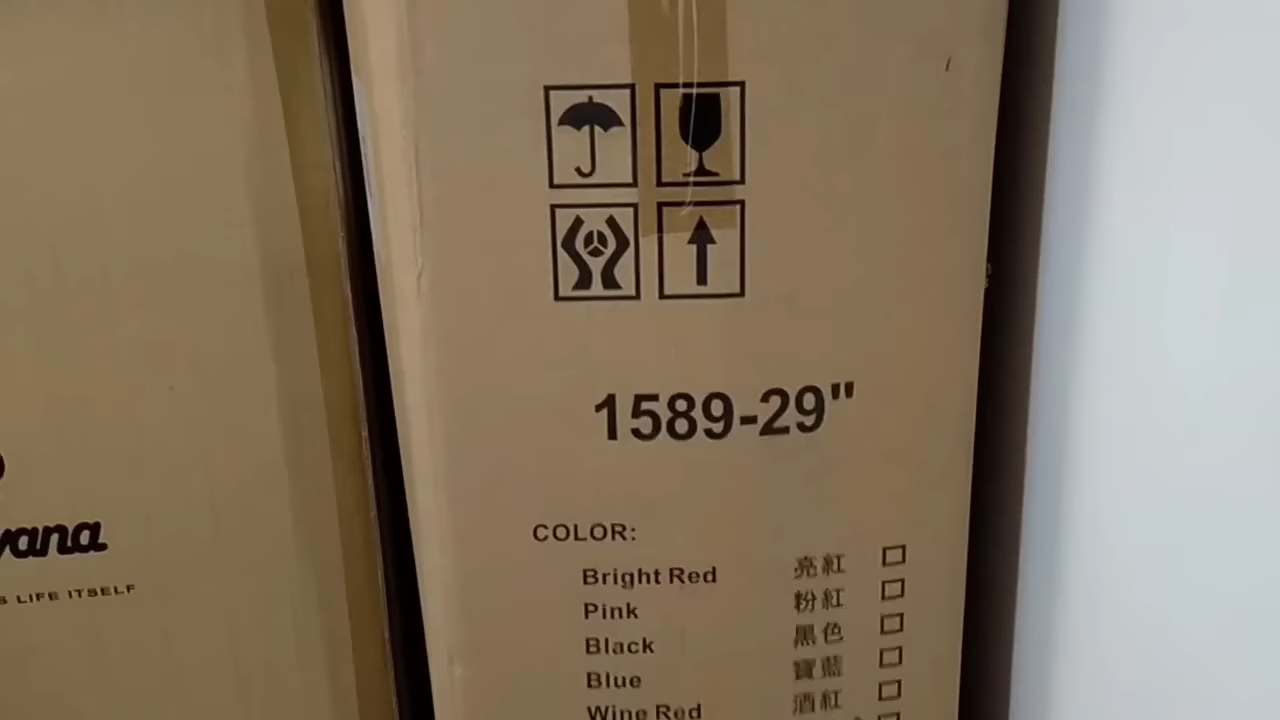 1589-29"
COLOR:
Bright Red 亮紅
Pink 粉紅
Black 黑色
Blue 寶藍
Wine Red 酒紅
LIFE ITSELF